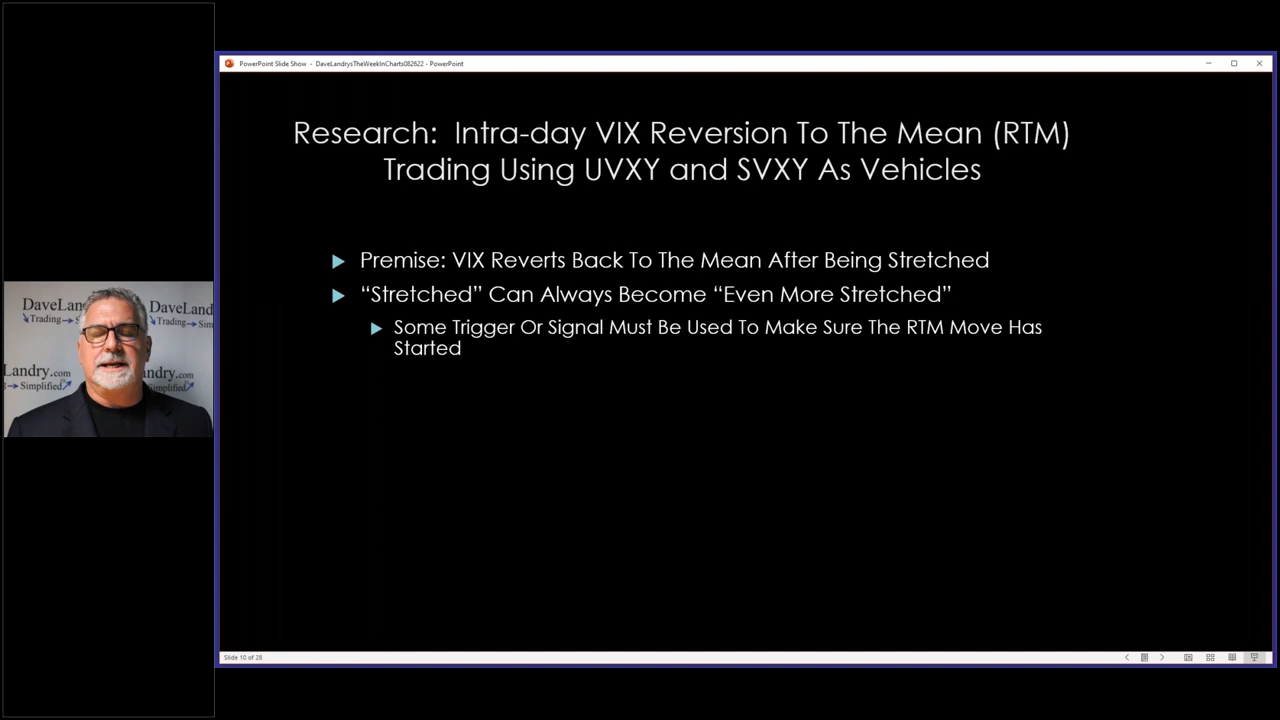 PowerPoint Slide Show - DaveLandrysTheWeekInCharts082622 - PowerPoint
Research: Intra-day VIX Reversion To The Mean (RTM)
Trading Using UVXY and SVXY As Vehicles
Premise: VIX Reverts Back To The Mean After Being Stretched
“Stretched” Can Always Become “Even More Stretched”
Some Trigger Or Signal Must Be Used To Make Sure The RTM Move Has
Started
DaveLand
DaveLand
Trading
Sim
Landry.com
ndry.com
Simplified
Simplified
Slide 10 of 28